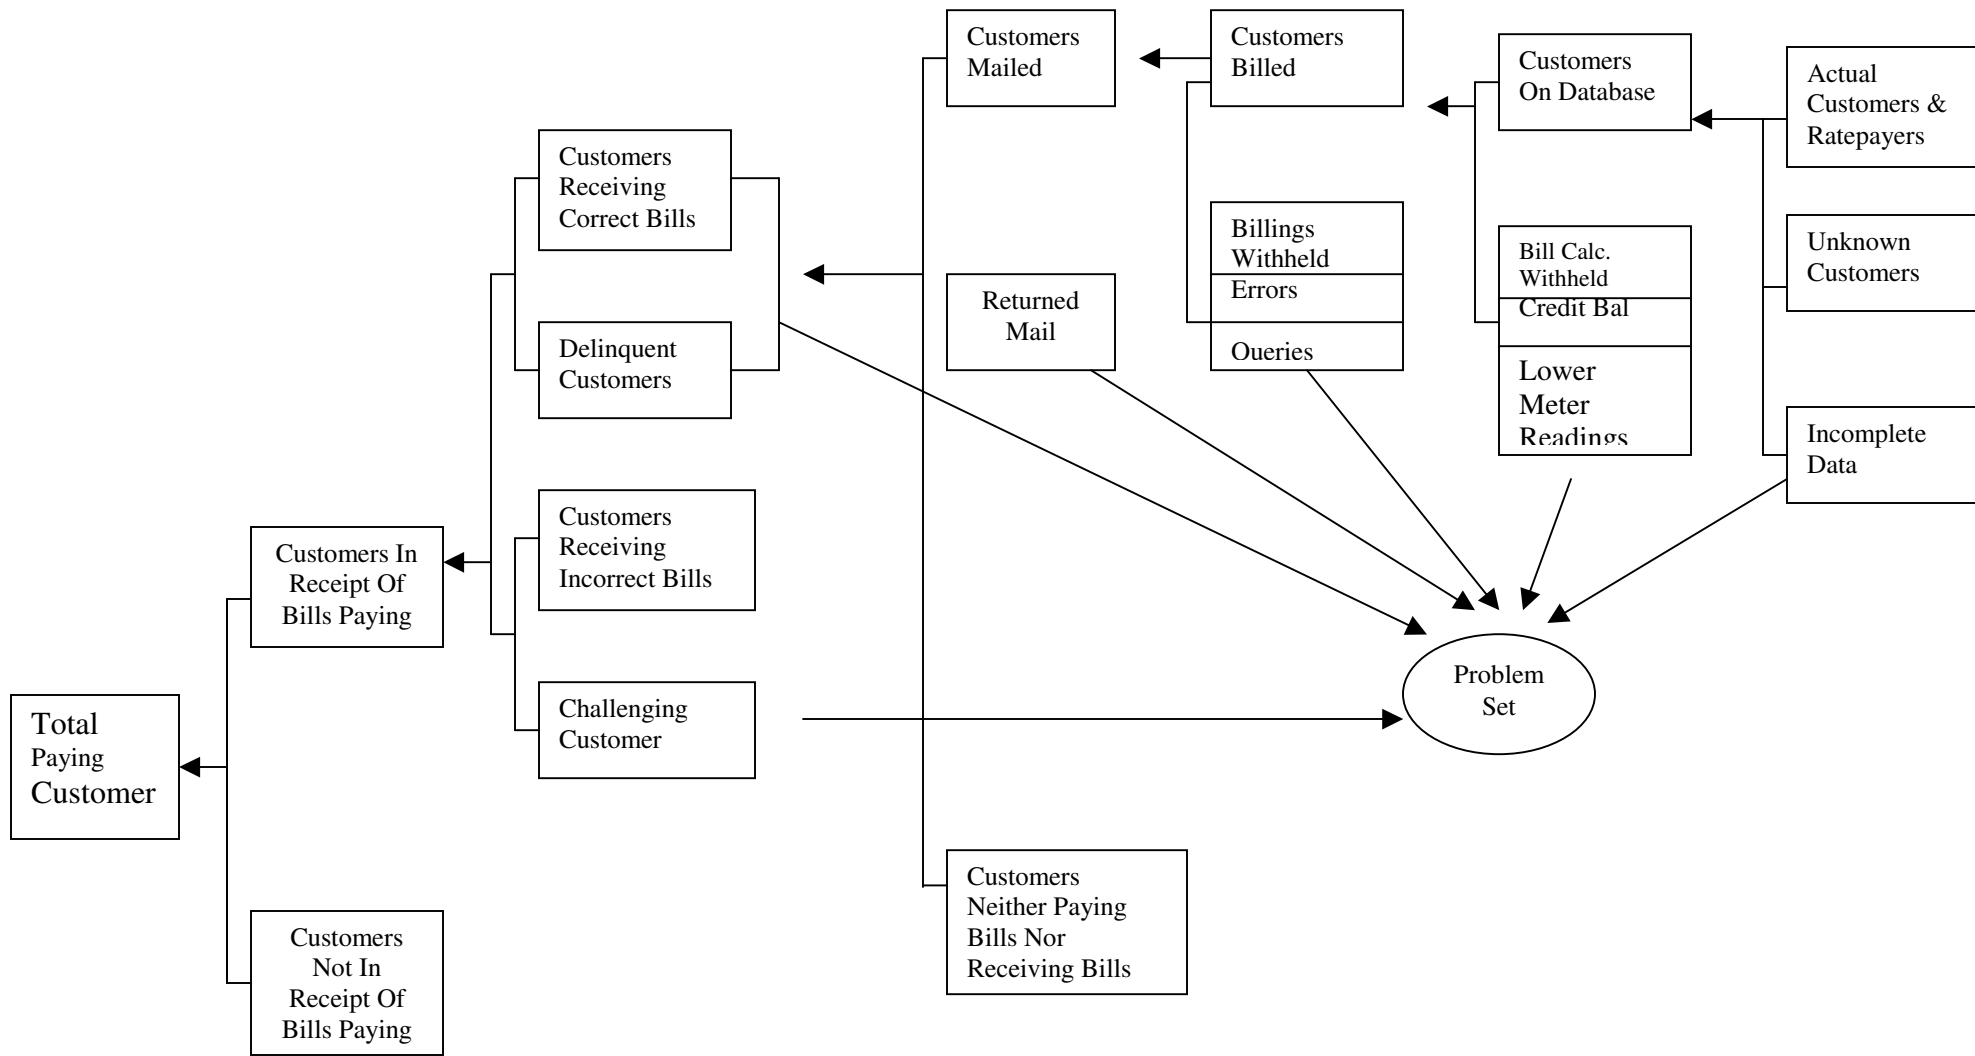 Customers
Mailed
Customers
Billed
Customers
On Database
Actual
Customers &
Ratepayers
Customers
Receiving
Correct Bills
Billings
Withheld
Errors
Queries
Bill Calc.
Withheld
Credit Bal
Lower
Meter
Readings
Unknown
Customers
Returned
Mail
Delinquent
Customers
Incomplete
Data
Customers
Receiving
Incorrect Bills
Customers In
Receipt Of
Bills Paying
Problem
Set
Challenging
Customer
Total
Paying
Customer
Customers
Neither Paying
Bills Nor
Receiving Bills
Customers
Not In
Receipt Of
Bills Paying